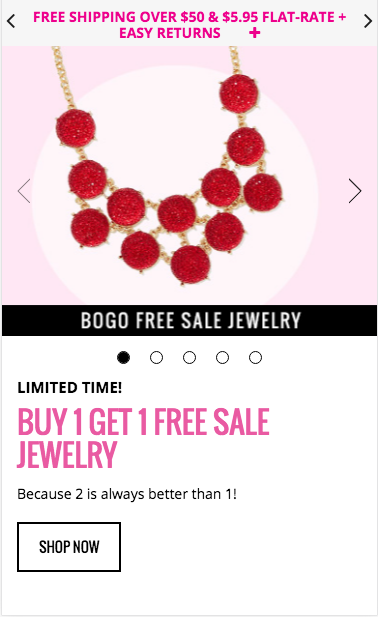 FREE SHIPPING OVER $50 & $5.95 FLAT-RATE +
EASY RETURNS +
BOGO FREE SALE JEWELRY
LIMITED TIME!
BUY 1 GET 1 FREE SALE
JEWELRY
Because 2 is always better than 1!
SHOP NOW